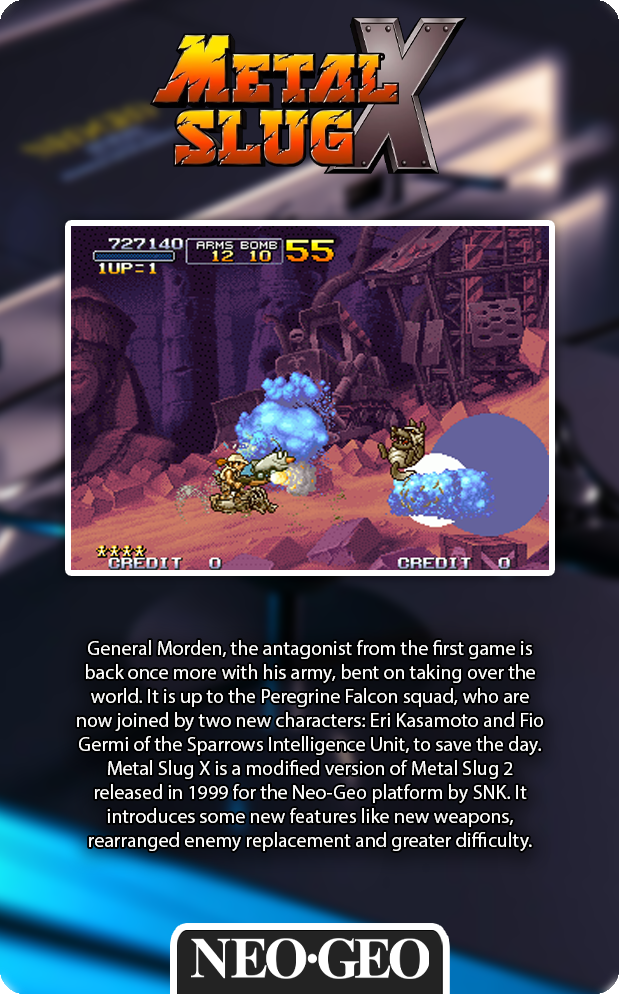 METAL
SLUG X
727140 ARMS BOMB 55
12 10
1UP=1
CREDIT 0 CREDIT 0
General Morden, the antagonist from the first game is
back once more with his army, bent on taking over the
world. It is up to the Peregrine Falcon squad, who are
now joined by two new characters: Eri Kasamoto and Fio
Germi of the Sparrows Intelligence Unit, to save the day.
Metal Slug X is a modified version of Metal Slug 2
released in 1999 for the Neo-Geo platform by SNK. It
introduces some new features like new weapons,
rearranged enemy replacement and greater difficulty.
NEO•GEO